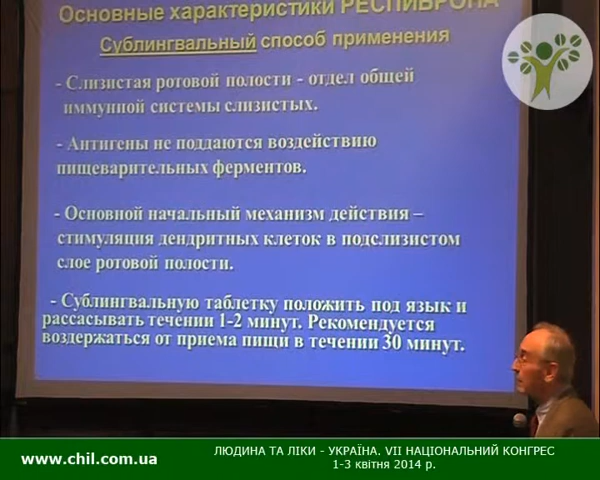 Основные характеристики РЕСПИБРОНА
Сублингвальный способ применения
- Слизистая ротовой полости - отдел общей
иммунной системы слизистых.
- Антигены не поддаются воздействию
пищеварительных ферментов.
- Основной начальный механизм действия –
стимуляция дендритных клеток в подслизистом
слое ротовой полости.
- Сублингвальную таблетку положить под язык и
рассасывать течении 1-2 минут. Рекомендуется
воздержаться от приема пищи в течении 30 минут.
www.chil.com.ua
ЛЮДИНА ТА ЛІКИ - УКРАЇНА. VII НАЦІОНАЛЬНИЙ КОНГРЕС
1-3 квітня 2014 р.